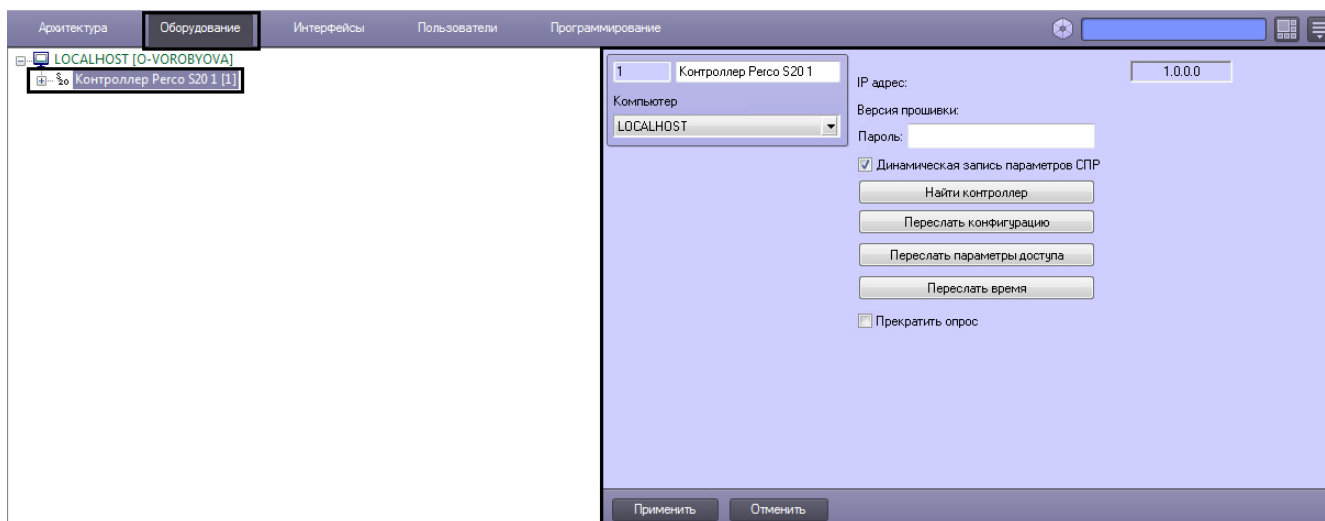 Архитектура Оборудование Интерфейсы Пользователи Программирование
LOCALHOST [O-VOROBYOVA]
Контроллер Perco S20 1 [1]
1 Контроллер Perco S20 1
Компьютер
LOCALHOST
IP адрес: 1.0.0.0
Версия прошивки:
Пароль:
Динамическая запись параметров СПР
Найти контроллер
Переслать конфигурацию
Переслать параметры доступа
Переслать время
Прекратить опрос
Применить Отменить